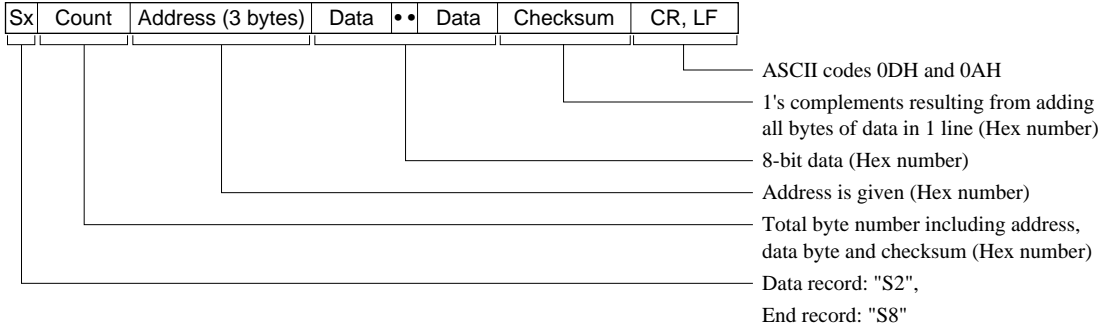 Sx Count Address (3 bytes) Data •• Data Checksum CR, LF
ASCII codes 0DH and 0AH
1's complements resulting from adding
all bytes of data in 1 line (Hex number)
8-bit data (Hex number)
Address is given (Hex number)
Total byte number including address,
data byte and checksum (Hex number)
Data record: "S2",
End record: "S8"